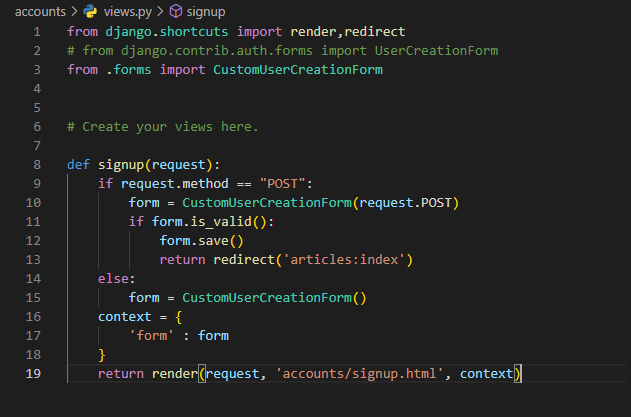 accounts > views.py > signup
1 from django.shortcuts import render,redirect
2 # from django.contrib.auth.forms import UserCreationForm
3 from .forms import CustomUserCreationForm
4
5
6 # Create your views here.
7
8 def signup(request):
9     if request.method == "POST":
10         form = CustomUserCreationForm(request.POST)
11         if form.is_valid():
12             form.save()
13             return redirect('articles:index')
14     else:
15         form = CustomUserCreationForm()
16     context = {
17         'form' : form
18     }
19     return render(request, 'accounts/signup.html', context)